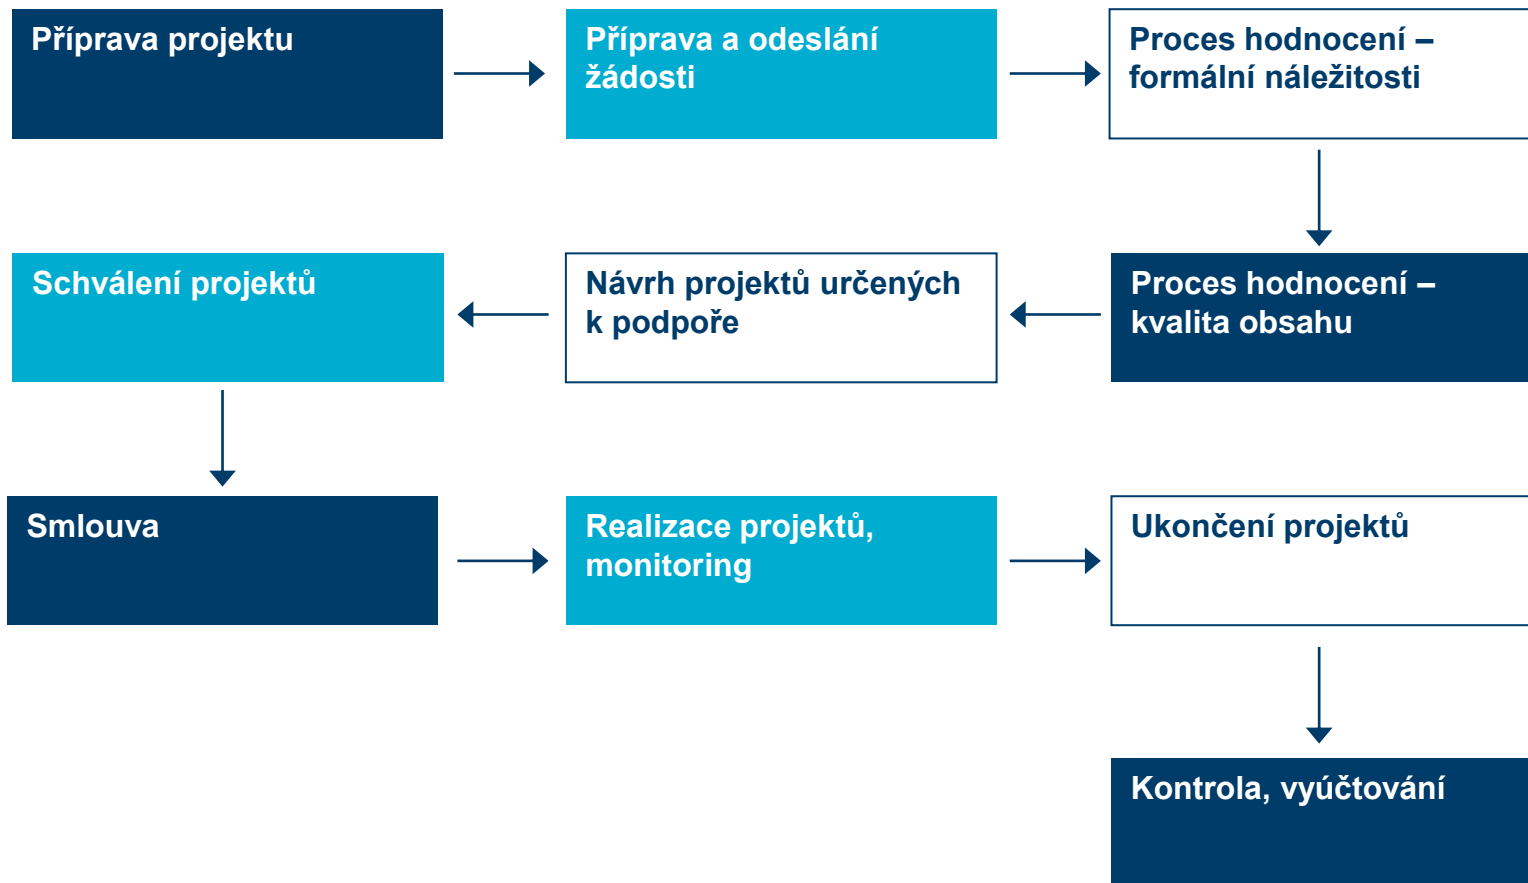 Příprava projektu
Příprava a odeslání
žádosti
Proces hodnocení –
formální náležitosti
Proces hodnocení –
kvalita obsahu
Návrh projektů určených
k podpoře
Schválení projektů
Smlouva
Realizace projektů,
monitoring
Ukončení projektů
Kontrola, vyúčtování